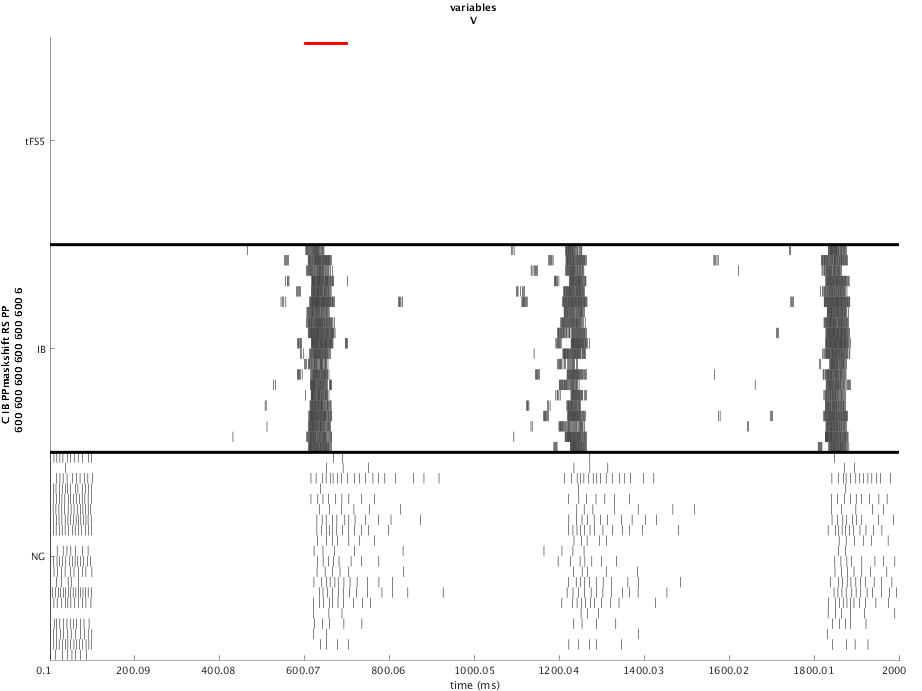 variables
V
tFS5
C IB PPmaskshift RS PP
600 600 600 600 600 600 6
IB
NG
0.1 200.09 400.08 600.07 800.06 1000.05 1200.04 1400.03 1600.02 1800.01 2000
time (ms)